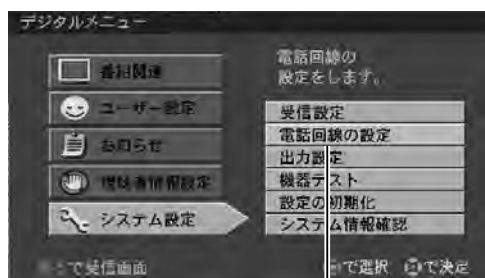 デジタルメニュー
番組関連
ユーザー設定
お知らせ
視聴者情報設定
システム設定
電話回線の
設定をします。
受信設定
電話回線の設定
出力設定
機器テスト
設定の初期化
システム情報確認
で受信画面
で選択
で決定